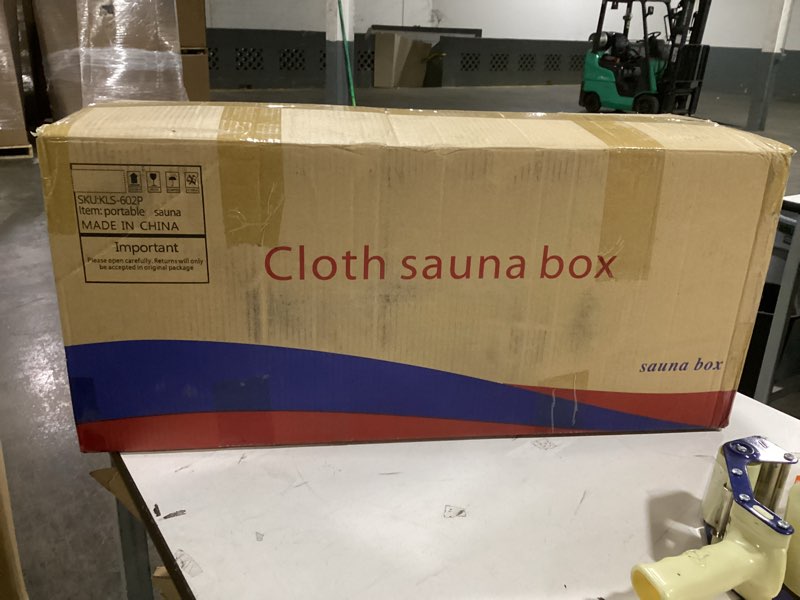 SKU:KLS-602P
Item: portable sauna
MADE IN CHINA
Important
Please open carefully. Returns will only
be accepted in original package
Cloth sauna box
sauna box